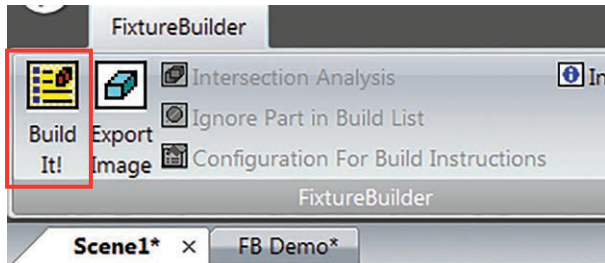 FixtureBuilder
Build It!
Export Image
Intersection Analysis
Ignore Part in Build List
Configuration For Build Instructions
In
FixtureBuilder
Scene1* × FB Demo*